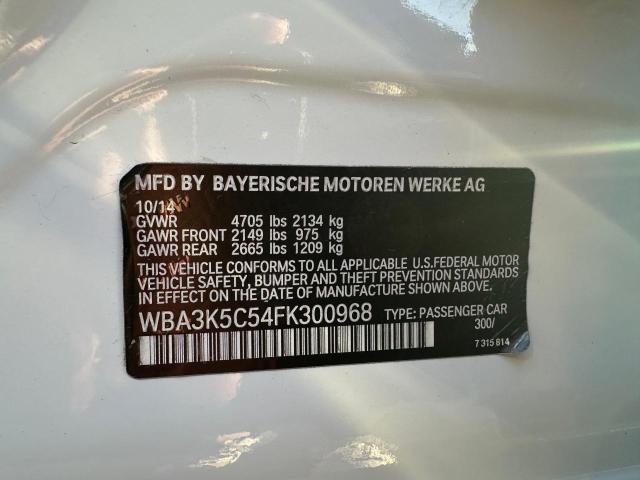 MFD BY BAYERISCHE MOTOREN WERKE AG
10/14
GVWR 4705 lbs 2134 kg
GAWR FRONT 2149 lbs 975 kg
GAWR REAR 2665 lbs 1209 kg
THIS VEHICLE CONFORMS TO ALL APPLICABLE U.S.FEDERAL MOTOR
VEHICLE SAFETY, BUMPER AND THEFT PREVENTION STANDARDS
IN EFFECT ON THE DATE OF MANUFACTURE SHOWN ABOVE.
WBA3K5C54FK300968 TYPE: PASSENGER CAR
300/
7 315 814